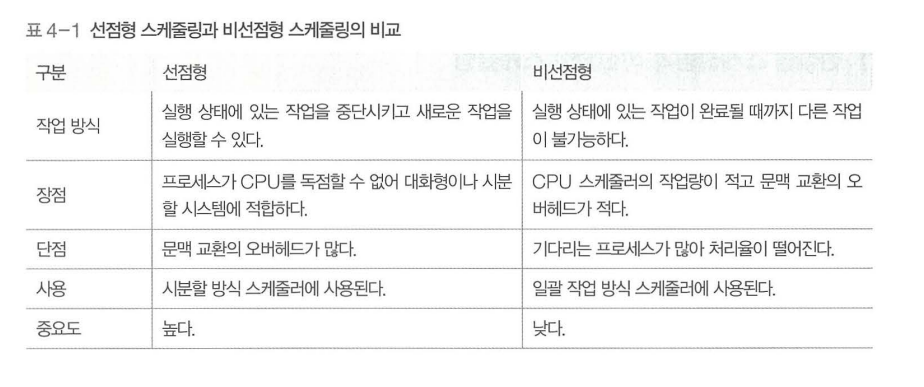 표 4-1 선점형 스케줄링과 비선점형 스케줄링의 비교
구분 선점형 비선점형
작업 방식
실행 상태에 있는 작업을 중단시키고 새로운 작업을
실행할 수 있다.
실행 상태에 있는 작업이 완료될 때까지 다른 작업
이 불가능하다.
장점
프로세스가 CPU를 독점할 수 없어 대화형이나 시분
할 시스템에 적합하다.
CPU 스케줄러의 작업량이 적고 문맥 교환의 오
버헤드가 적다.
단점 문맥 교환의 오버헤드가 많다. 기다리는 프로세스가 많아 처리율이 떨어진다.
사용 시분할 방식 스케줄러에 사용된다. 일괄 작업 방식 스케줄러에 사용된다.
중요도 높다. 낮다.